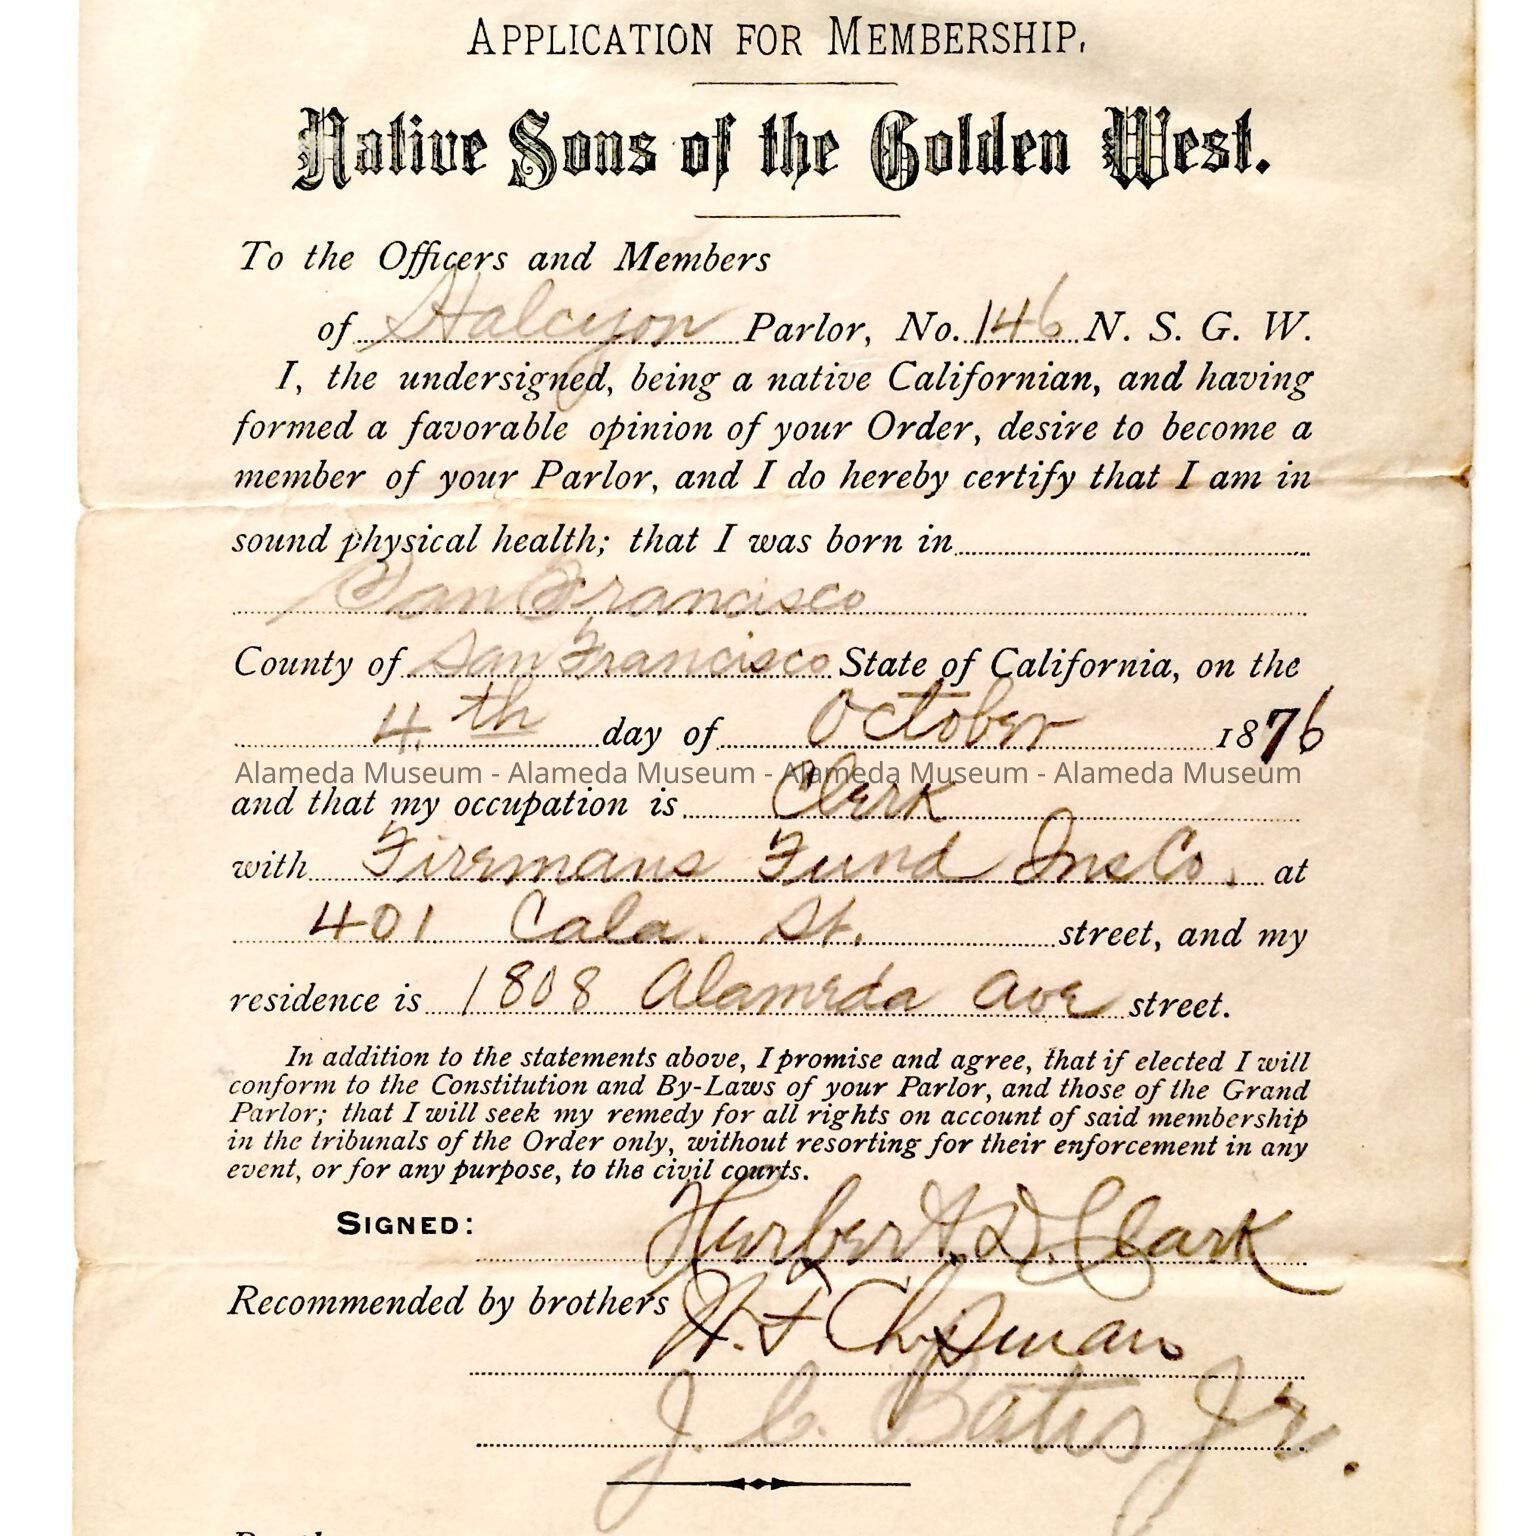 APPLICATION FOR MEMBERSHIP.
Native Sons of the Golden West.
To the Officers and Members
of Halcyon Parlor, No. 146 N. S. G. W.
I, the undersigned, being a native Californian, and having
formed a favorable opinion of your Order, desire to become a
member of your Parlor, and I do hereby certify that I am in
sound physical health; that I was born in
San Francisco
County of San Francisco State of California, on the
4.th day of October 1876
Alameda Museum - Alameda Museum - Alameda Museum - Alameda Museum
and that my occupation is Clerk
with Firemans Fund Ins Co. at
401 Cala. St. street, and my
residence is 1808 Alameda Ave street.
In addition to the statements above, I promise and agree, that if elected I will
conform to the Constitution and By-Laws of your Parlor, and those of the Grand
Parlor; that I will seek my remedy for all rights on account of said membership
in the tribunals of the Order only, without resorting for their enforcement in any
event, or for any purpose, to the civil courts.
SIGNED: Herbert D. Clark
Recommended by brothers H. F Chipman
J. C. Bates Jr.